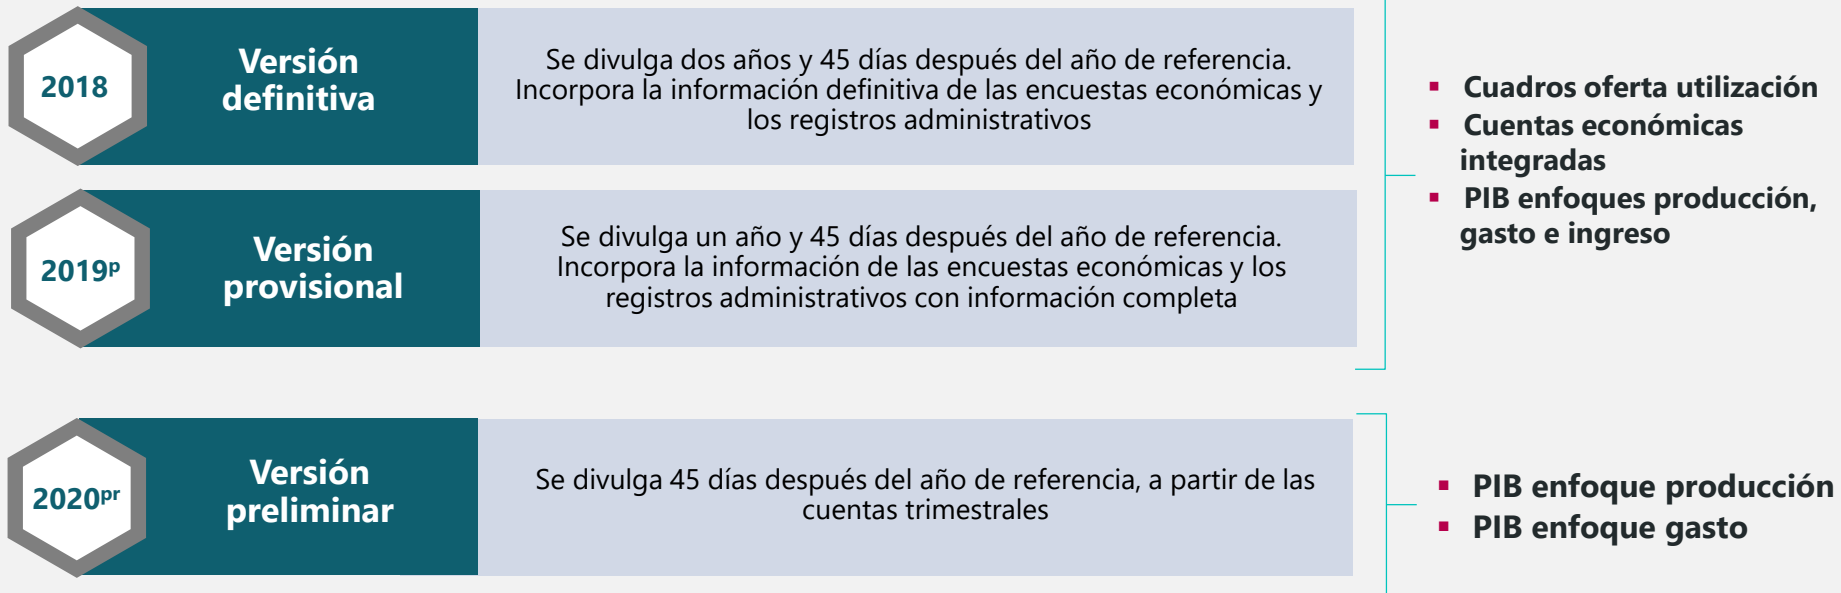 2018
Versión
definitiva
Se divulga dos años y 45 días después del año de referencia.
Incorpora la información definitiva de las encuestas económicas y
los registros administrativos
2019ᵖ
Versión
provisional
Se divulga un año y 45 días después del año de referencia.
Incorpora la información de las encuestas económicas y los
registros administrativos con información completa
▪ Cuadros oferta utilización
▪ Cuentas económicas
integradas
▪ PIB enfoques producción,
gasto e ingreso
2020ᵖʳ
Versión
preliminar
Se divulga 45 días después del año de referencia, a partir de las
cuentas trimestrales
▪ PIB enfoque producción
▪ PIB enfoque gasto